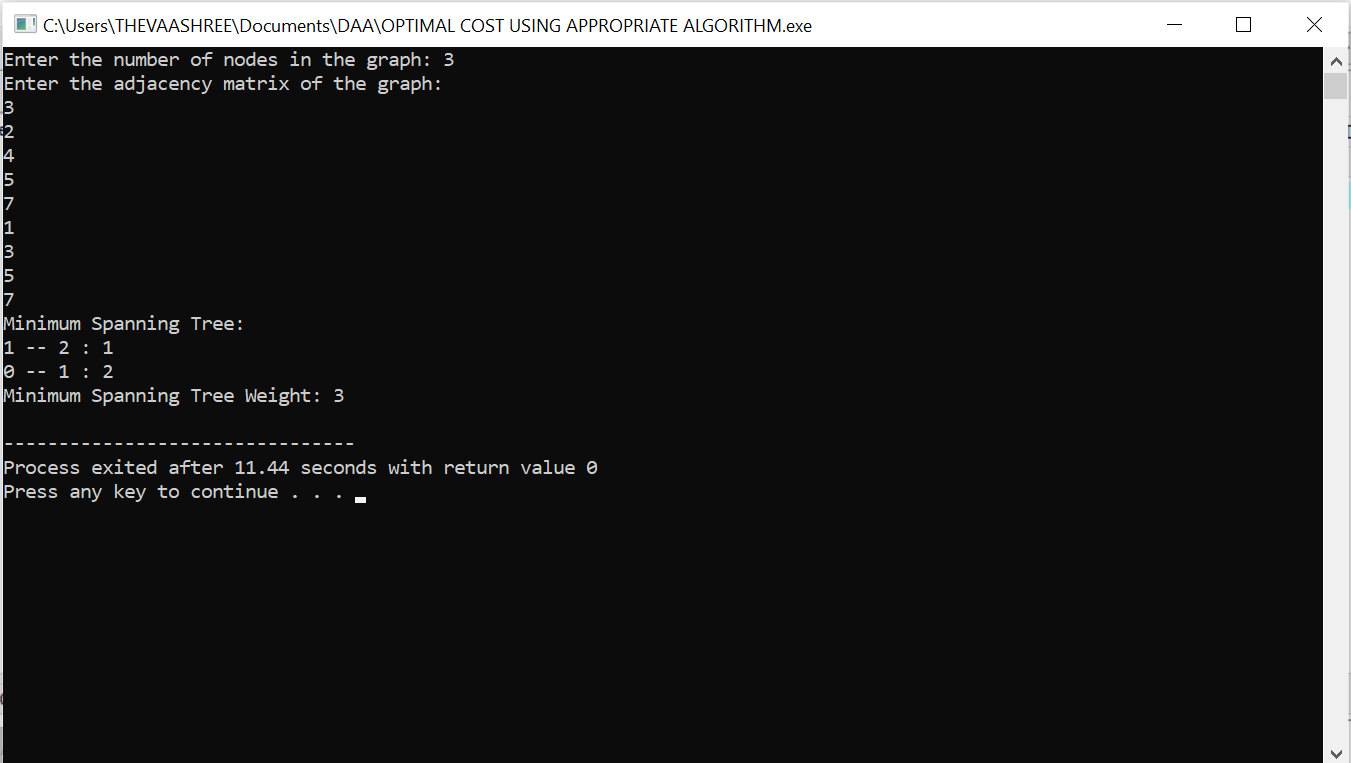 C:\Users\THEVAASHREE\Documents\DAA\OPTIMAL COST USING APPROPRIATE ALGORITHM.exe
Enter the number of nodes in the graph: 3
Enter the adjacency matrix of the graph:
3
2
4
5
7
1
3
5
7
Minimum Spanning Tree:
1 -- 2 : 1
0 -- 1 : 2
Minimum Spanning Tree Weight: 3
--------------------------------
Process exited after 11.44 seconds with return value 0
Press any key to continue . . .